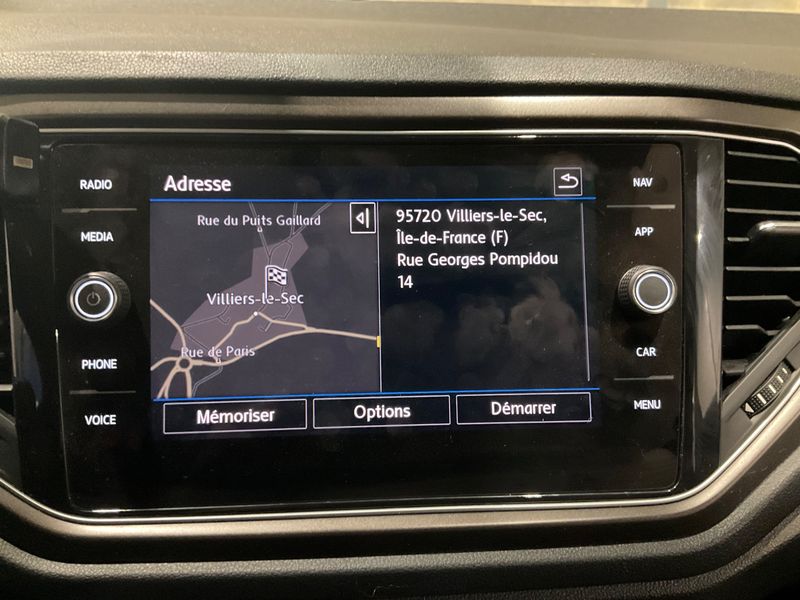 RADIO
MEDIA
PHONE
VOICE
Adresse
Rue du Puits Gaillard
Villiers-le-Sec
Rue de Paris
95720 Villiers-le-Sec,
Île-de-France (F)
Rue Georges Pompidou
14
Mémoriser
Options
Démarrer
NAV
APP
CAR
MENU